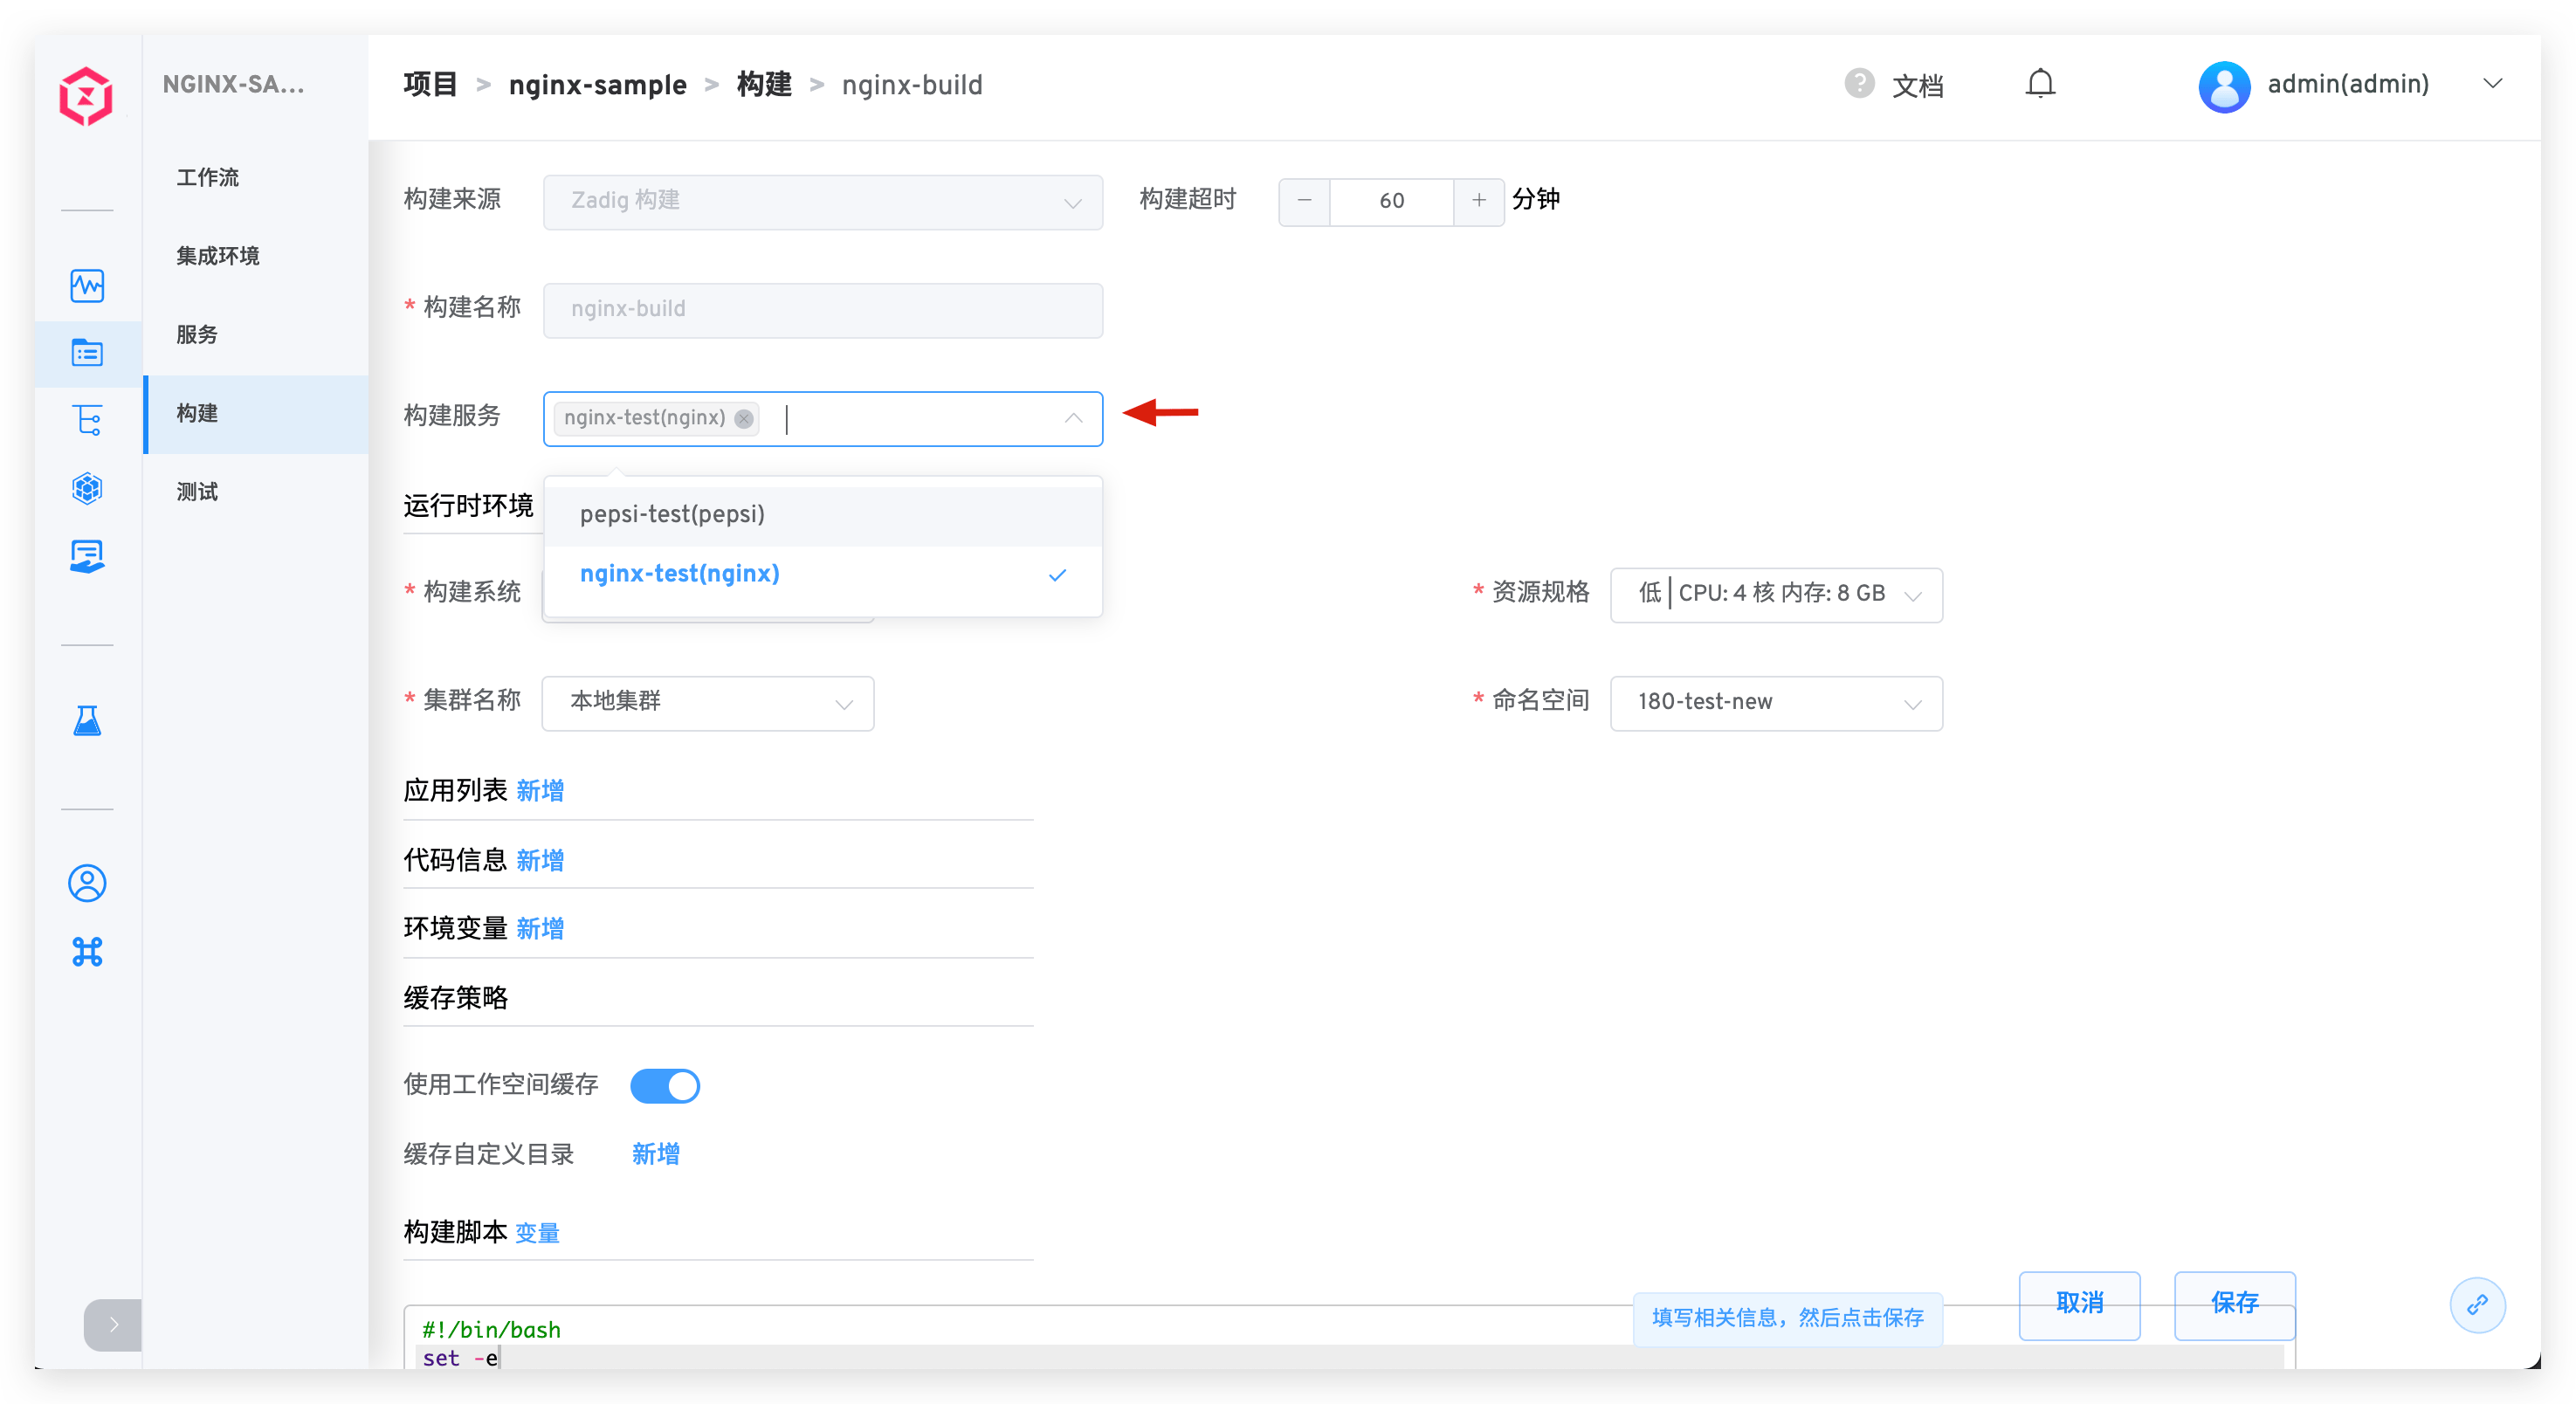 NGINX-SA...
项目 > nginx-sample > 构建 > nginx-build
? 文档
admin(admin)
工作流
集成环境
服务
构建
测试
构建来源 Zadig 构建
构建超时 − 60 + 分钟
* 构建名称 nginx-build
构建服务 nginx-test(nginx)
pepsi-test(pepsi)
nginx-test(nginx)
运行时环境
* 构建系统
* 资源规格 低 | CPU: 4 核 内存: 8 GB
* 集群名称 本地集群
* 命名空间 180-test-new
应用列表 新增
代码信息 新增
环境变量 新增
缓存策略
使用工作空间缓存
缓存自定义目录 新增
构建脚本 变量
填写相关信息，然后点击保存
取消
保存
#!/bin/bash
set -e